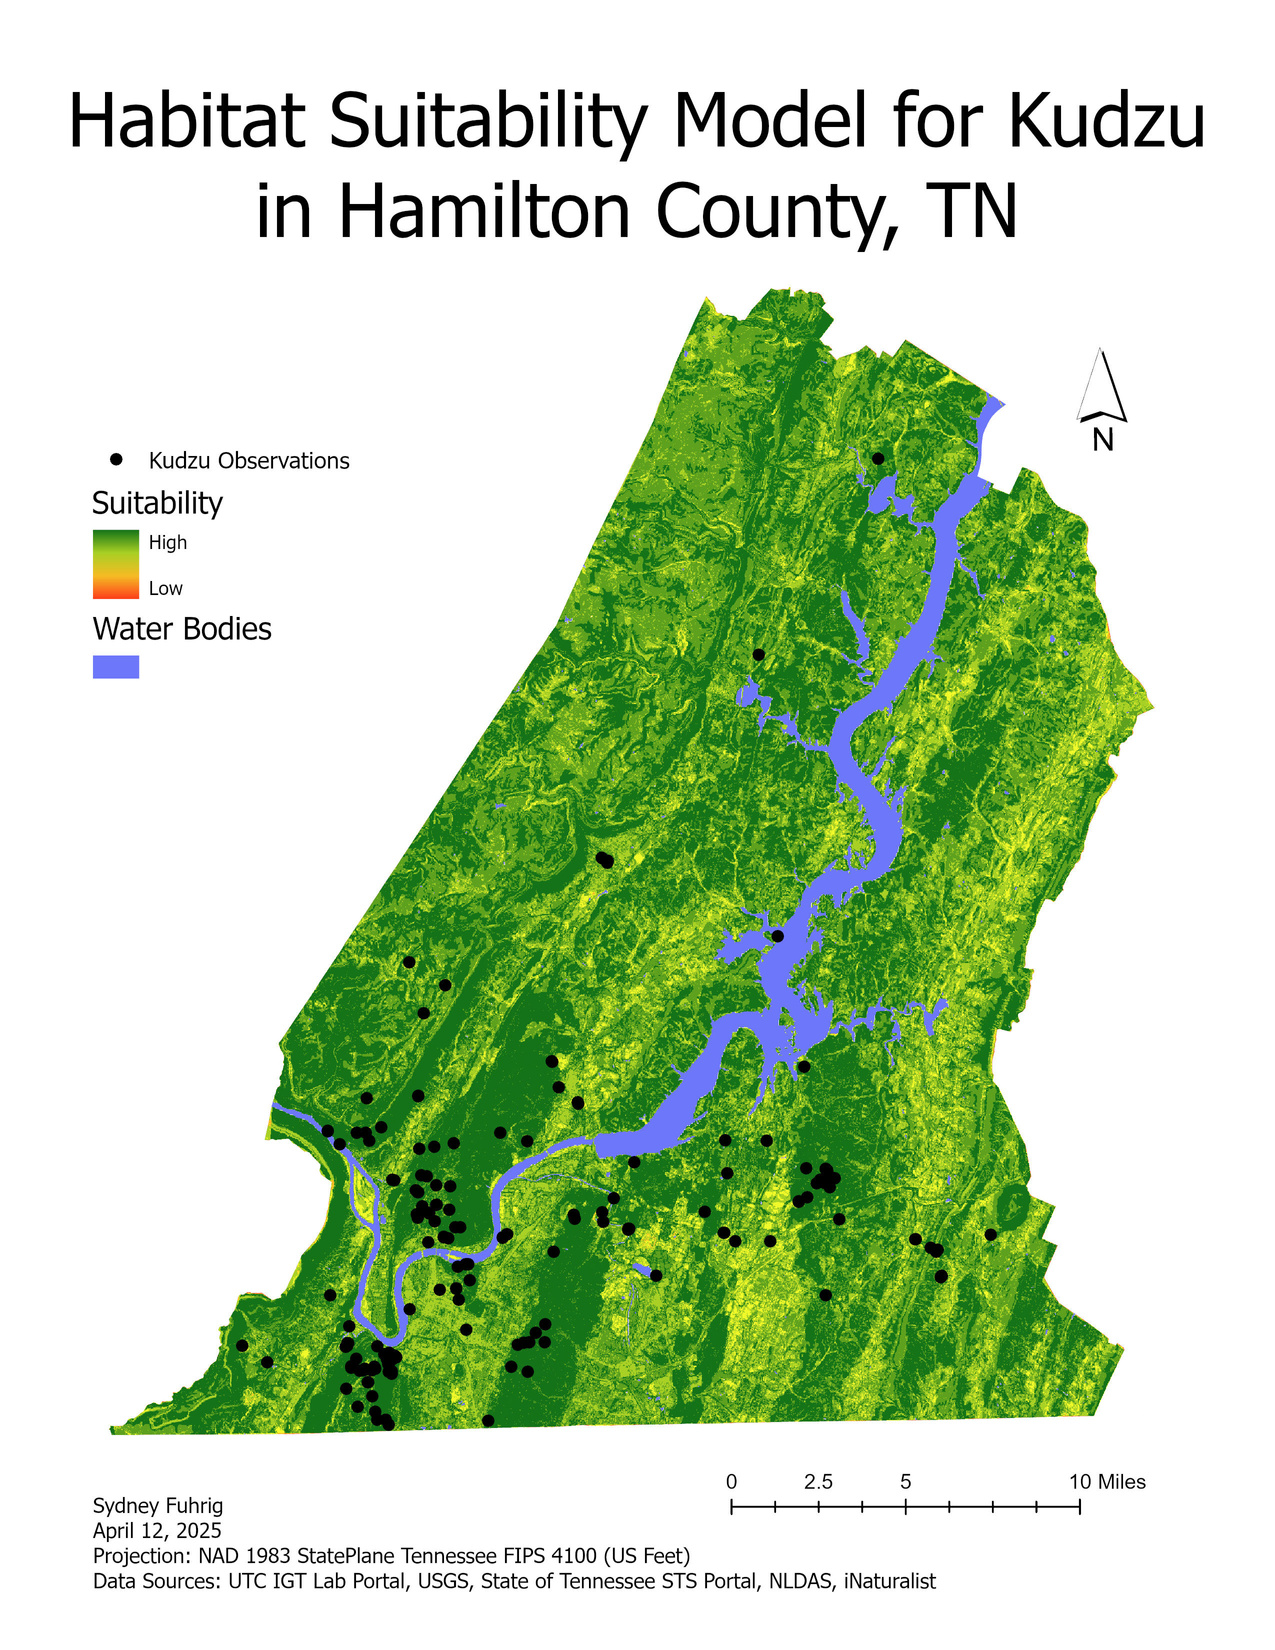 Habitat Suitability Model for Kudzu
in Hamilton County, TN
N
Kudzu Observations
Suitability
High
Low
Water Bodies
0 2.5 5 10 Miles
Sydney Fuhrig
April 12, 2025
Projection: NAD 1983 StatePlane Tennessee FIPS 4100 (US Feet)
Data Sources: UTC IGT Lab Portal, USGS, State of Tennessee STS Portal, NLDAS, iNaturalist